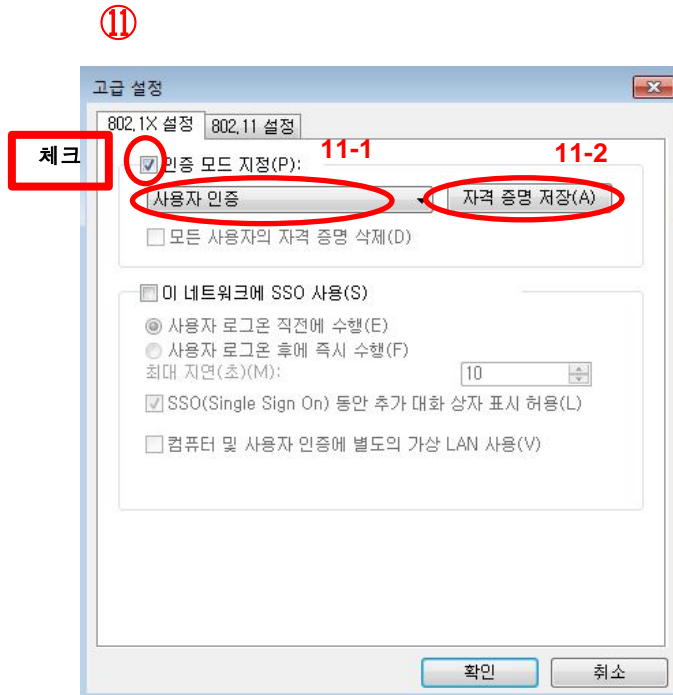 ⑪
고급 설정
802.1X 설정 802.11 설정
체크
인증 모드 지정(P):
11-1
11-2
사용자 인증
자격 증명 저장(A)
모든 사용자의 자격 증명 삭제(D)
이 네트워크에 SSO 사용(S)
사용자 로그온 직전에 수행(E)
사용자 로그온 후에 즉시 수행(F)
최대 지연(초)(M):
10
SSO(Single Sign On) 동안 추가 대화 상자 표시 허용(L)
컴퓨터 및 사용자 인증에 별도의 가상 LAN 사용(V)
확인
취소